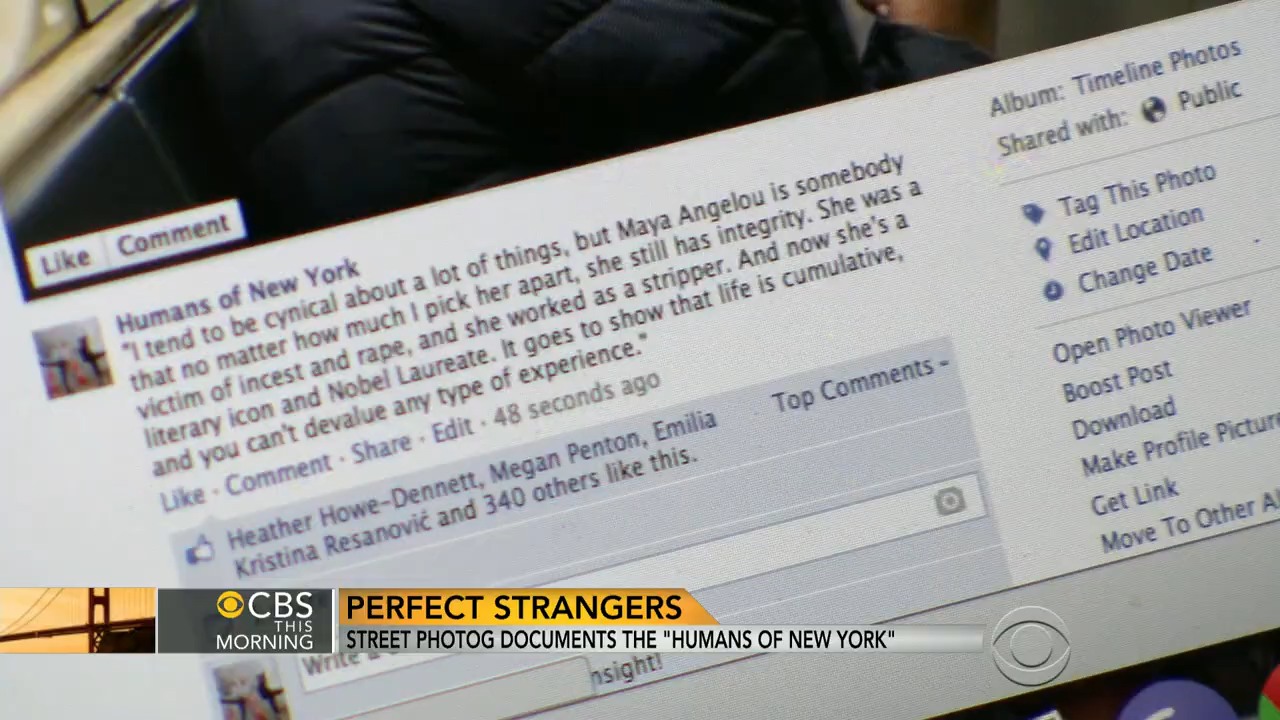 Album: Timeline Photos
Shared with: Public
Tag This Photo
Edit Location
Change Date
Open Photo Viewer
Boost Post
Download
Make Profile Picture
Get Link
Move To Other
Like Comment
Humans of New York
"I tend to be cynical about a lot of things, but Maya Angelou is somebody
that no matter how much I pick her apart, she still has integrity. She was a
victim of incest and rape, and she worked as a stripper. And now she's a
literary icon and Nobel Laureate. It goes to show that life is cumulative,
and you can't devalue any type of experience."
Like · Comment · Share · Edit · 48 seconds ago
Top Comments
Heather Howe-Dennett, Megan Penton, Emilia
Kristina Resanović and 340 others like this.
Write
CBS
THIS
MORNING
PERFECT STRANGERS
STREET PHOTOG DOCUMENTS THE "HUMANS OF NEW YORK"